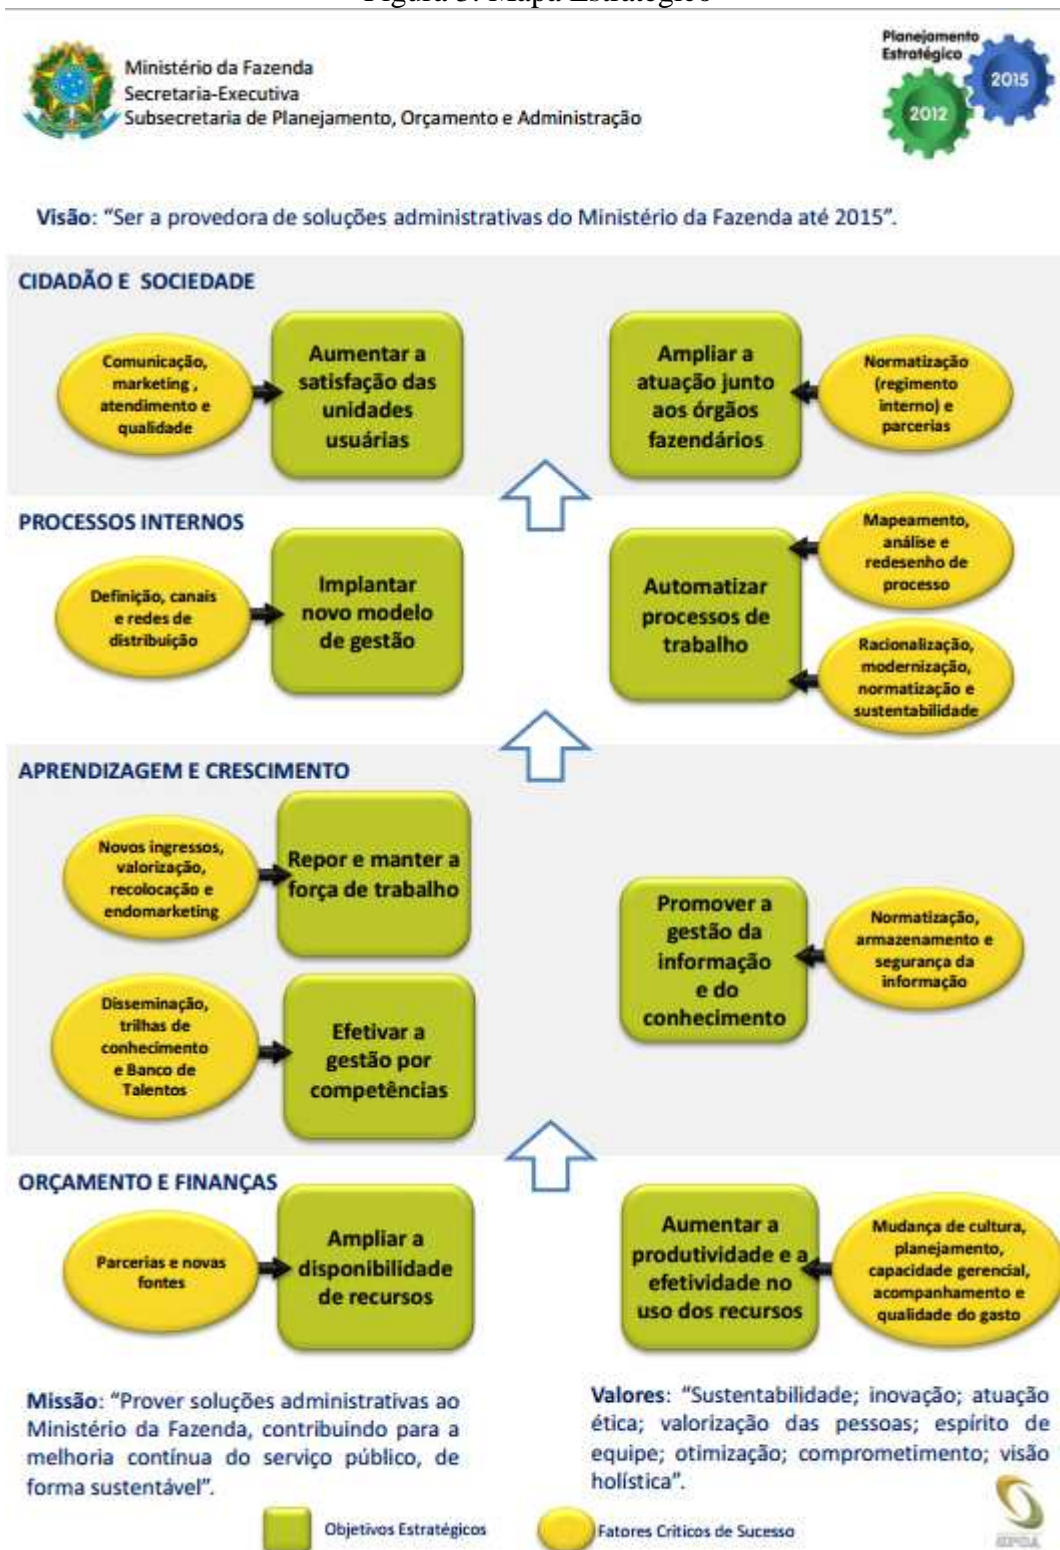 Figura 3: Mapa Estratégico
Ministério da Fazenda
Secretaria-Executiva
Subsecretaria de Planejamento, Orçamento e Administração
Planejamento
Estratégico
2015
2012
Visão: “Ser a provedora de soluções administrativas do Ministério da Fazenda até 2015”.
CIDADÃO E SOCIEDADE
Comunicação,
marketing ,
atendimento e
qualidade
Aumentar a
satisfação das
unidades
usuárias
Ampliar a
atuação junto
aos órgãos
fazendários
Normatização
(regimento
interno) e
parcerias
PROCESSOS INTERNOS
Definição, canais
e redes de
distribuição
Implantar
novo modelo
de gestão
Automatizar
processos de
trabalho
Mapeamento,
análise e
redesenho de
processo
Racionalização,
modernização,
normatização e
sustentabilidade
APRENDIZAGEM E CRESCIMENTO
Novos ingressos,
valorização,
recolocação e
endomarketing
Repor e manter a
força de trabalho
Disseminação,
trilhas de
conhecimento
e Banco de
Talentos
Efetivar a
gestão por
competências
Promover a
gestão da
informação
e do
conhecimento
Normatização,
armazenamento e
segurança da
informação
ORÇAMENTO E FINANÇAS
Parcerias e novas
fontes
Ampliar a
disponibilidade
de recursos
Aumentar a
produtividade e a
efetividade no
uso dos recursos
Mudança de cultura,
planejamento,
capacidade gerencial,
acompanhamento e
qualidade do gasto
Missão: “Prover soluções administrativas ao
Ministério da Fazenda, contribuindo para a
melhoria contínua do serviço público, de
forma sustentável”.
Valores: “Sustentabilidade; inovação; atuação
ética; valorização das pessoas; espírito de
equipe; otimização; comprometimento; visão
holística”.
Objetivos Estratégicos
Fatores Críticos de Sucesso